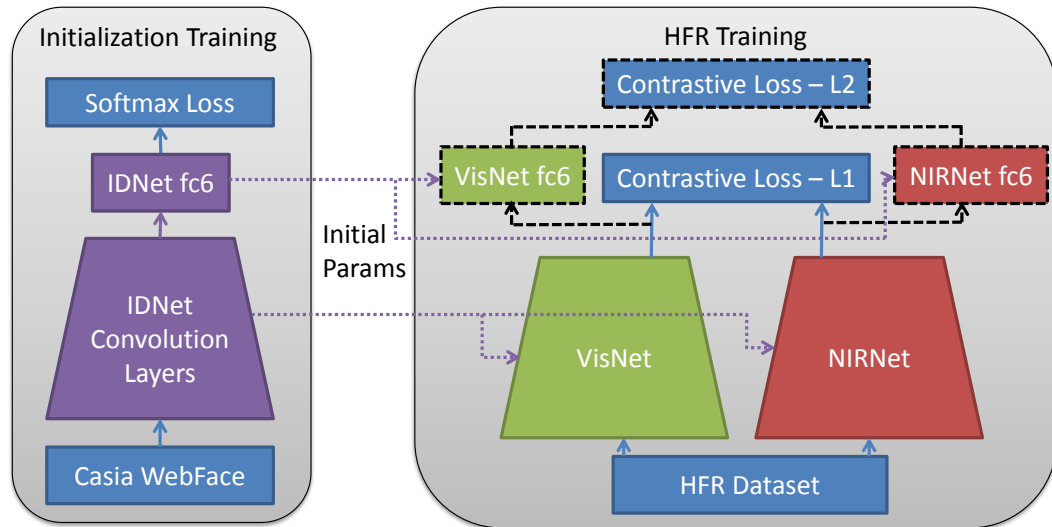 Initialization Training
Softmax Loss
IDNet fc6
IDNet
Convolution
Layers
Casia WebFace
Initial
Params
HFR Training
Contrastive Loss – L2
VisNet fc6
Contrastive Loss – L1
NIRNet fc6
VisNet
NIRNet
HFR Dataset